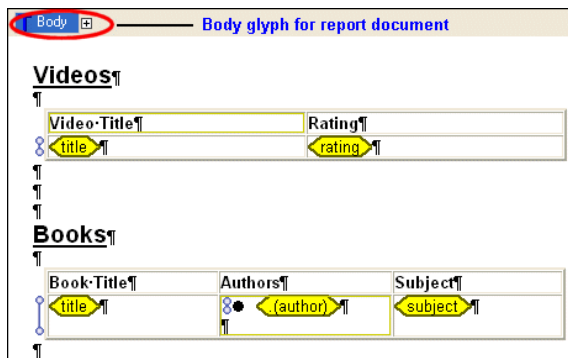 Body Body glyph for report document
Videos¶
¶
Video·Title¶ Rating¶
title ¶ rating ¶
¶
¶
¶
Books¶
¶
Book·Title¶ Authors¶ Subject¶
title ¶ ● .(author) ¶ subject ¶
¶
¶